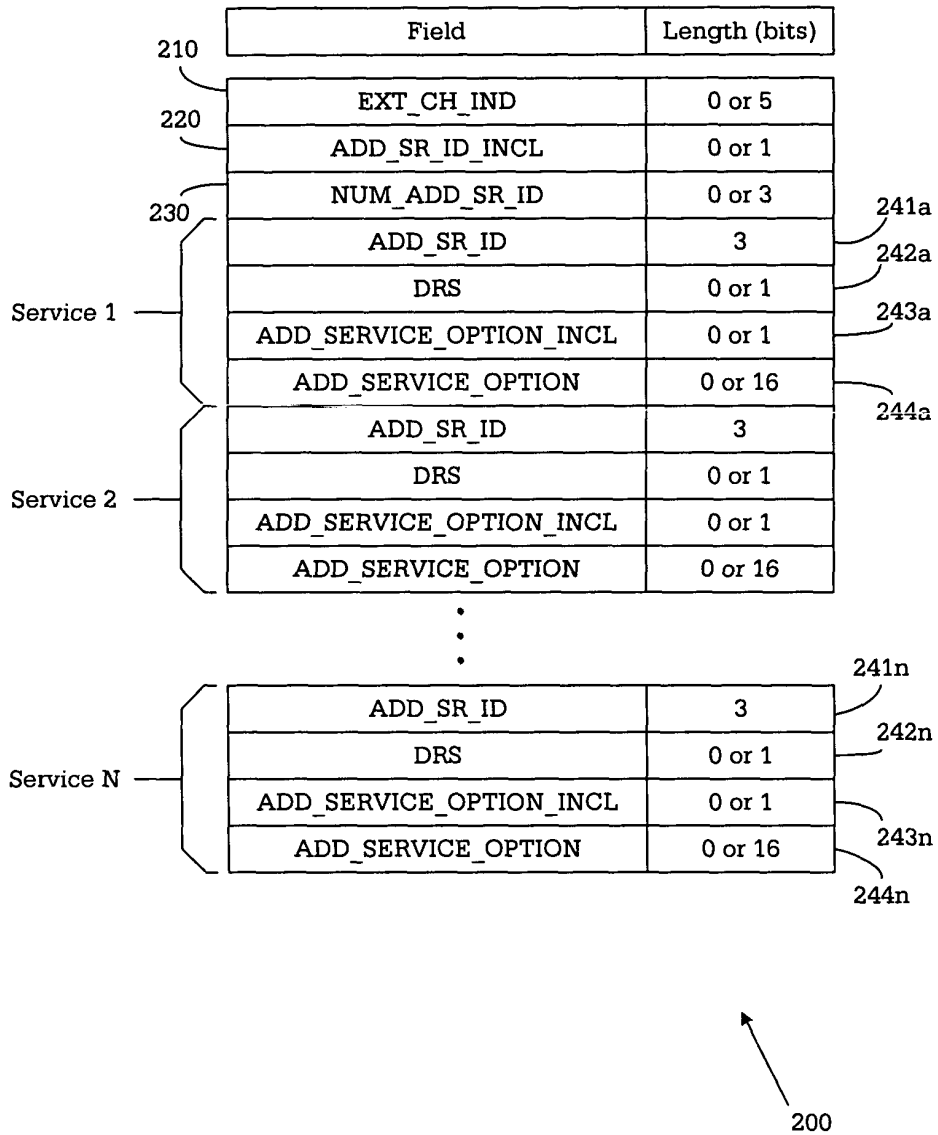 Field Length (bits)
210
EXT_CH_IND 0 or 5
220
ADD_SR_ID_INCL 0 or 1
NUM_ADD_SR_ID 0 or 3
230
241a
ADD_SR_ID 3
242a
DRS 0 or 1
Service 1
243a
ADD_SERVICE_OPTION_INCL 0 or 1
ADD_SERVICE_OPTION 0 or 16
244a
ADD_SR_ID 3
DRS 0 or 1
Service 2
ADD_SERVICE_OPTION_INCL 0 or 1
ADD_SERVICE_OPTION 0 or 16
241n
ADD_SR_ID 3
242n
DRS 0 or 1
Service N
ADD_SERVICE_OPTION_INCL 0 or 1
243n
ADD_SERVICE_OPTION 0 or 16
244n
200